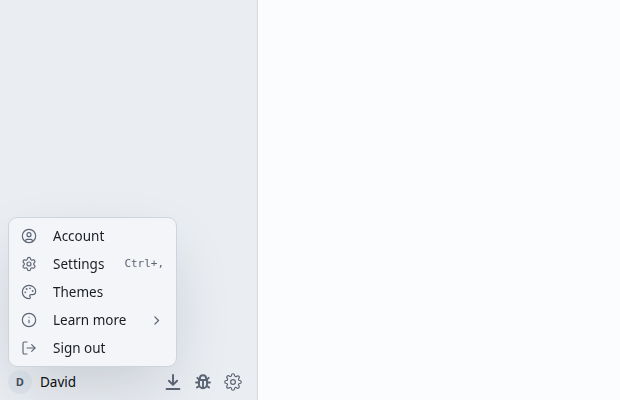 Account
Settings Ctrl+,
Themes
Learn more
Sign out
D David